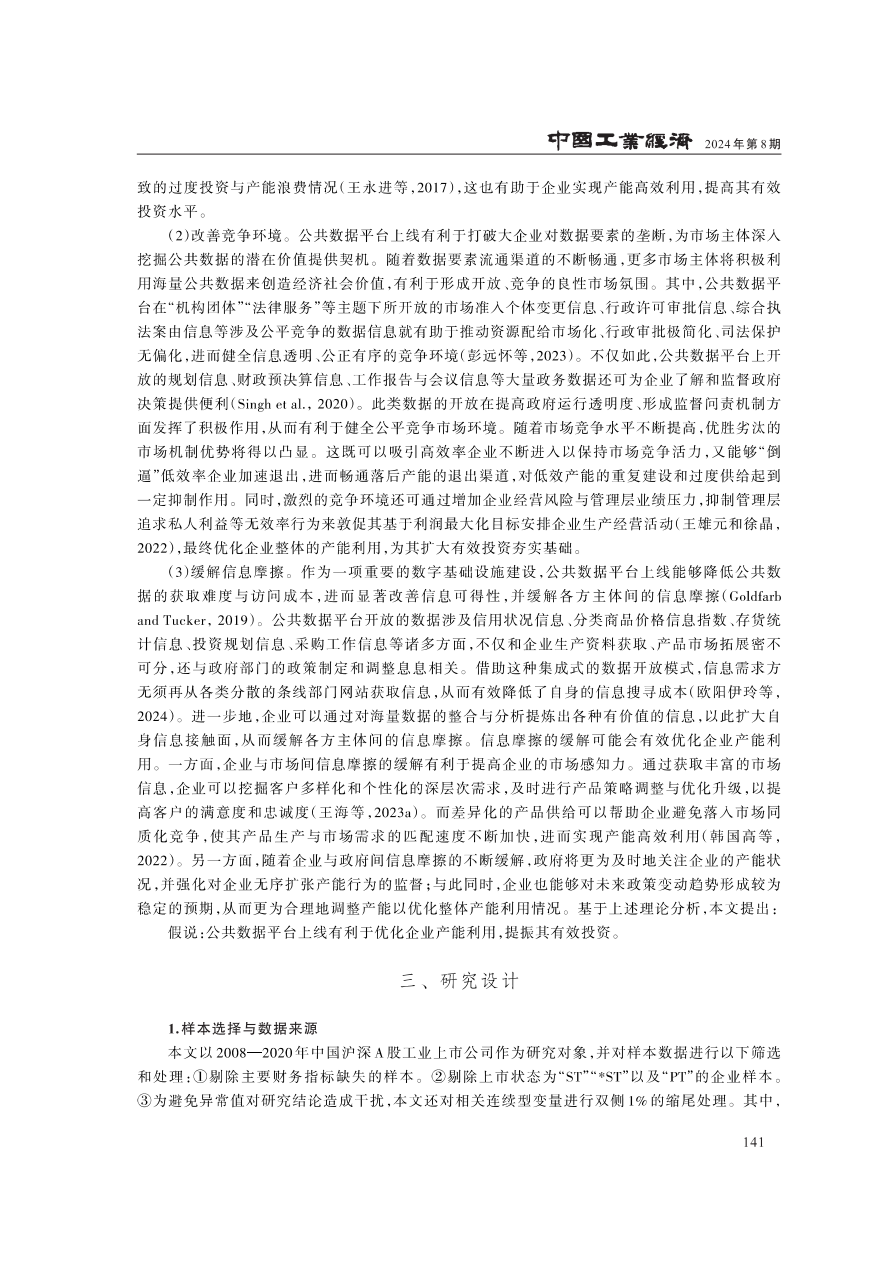 中國工業經濟 2024年第8期
致的过度投资与产能浪费情况(王永进等,2017),这也有助于企业实现产能高效利用,提高其有效
投资水平。
(2)改善竞争环境。公共数据平台上线有利于打破大企业对数据要素的垄断,为市场主体深入
挖掘公共数据的潜在价值提供契机。随着数据要素流通渠道的不断畅通,更多市场主体将积极利
用海量公共数据来创造经济社会价值,有利于形成开放、竞争的良性市场氛围。其中,公共数据平
台在“机构团体”“法律服务”等主题下所开放的市场准入个体变更信息、行政许可审批信息、综合执
法案由信息等涉及公平竞争的数据信息就有助于推动资源配给市场化、行政审批极简化、司法保护
无偏化,进而健全信息透明、公正有序的竞争环境(彭远怀等,2023)。不仅如此,公共数据平台上开
放的规划信息、财政预决算信息、工作报告与会议信息等大量政务数据还可为企业了解和监督政府
决策提供便利(Singh et al., 2020)。此类数据的开放在提高政府运行透明度、形成监督问责机制方
面发挥了积极作用,从而有利于健全公平竞争市场环境。随着市场竞争水平不断提高,优胜劣汰的
市场机制优势将得以凸显。这既可以吸引高效率企业不断进入以保持市场竞争活力,又能够“倒
逼”低效率企业加速退出,进而畅通落后产能的退出渠道,对低效产能的重复建设和过度供给起到
一定抑制作用。同时,激烈的竞争环境还可通过增加企业经营风险与管理层业绩压力,抑制管理层
追求私人利益等无效率行为来敦促其基于利润最大化目标安排企业生产经营活动(王雄元和徐晶,
2022),最终优化企业整体的产能利用,为其扩大有效投资夯实基础。
(3)缓解信息摩擦。作为一项重要的数字基础设施建设,公共数据平台上线能够降低公共数
据的获取难度与访问成本,进而显著改善信息可得性,并缓解各方主体间的信息摩擦(Goldfarb
and Tucker, 2019)。公共数据平台开放的数据涉及信用状况信息、分类商品价格信息指数、存货统
计信息、投资规划信息、采购工作信息等诸多方面,不仅和企业生产资料获取、产品市场拓展密不
可分,还与政府部门的政策制定和调整息息相关。借助这种集成式的数据开放模式,信息需求方
无须再从各类分散的条线部门网站获取信息,从而有效降低了自身的信息搜寻成本(欧阳伊玲等,
2024)。进一步地,企业可以通过对海量数据的整合与分析提炼出各种有价值的信息,以此扩大自
身信息接触面,从而缓解各方主体间的信息摩擦。信息摩擦的缓解可能会有效优化企业产能利
用。一方面,企业与市场间信息摩擦的缓解有利于提高企业的市场感知力。通过获取丰富的市场
信息,企业可以挖掘客户多样化和个性化的深层次需求,及时进行产品策略调整与优化升级,以提
高客户的满意度和忠诚度(王海等,2023a)。而差异化的产品供给可以帮助企业避免落入市场同
质化竞争,使其产品生产与市场需求的匹配速度不断加快,进而实现产能高效利用(韩国高等,
2022)。另一方面,随着企业与政府间信息摩擦的不断缓解,政府将更为及时地关注企业的产能状
况,并强化对企业无序扩张产能行为的监督;与此同时,企业也能够对未来政策变动趋势形成较为
稳定的预期,从而更为合理地调整产能以优化整体产能利用情况。基于上述理论分析,本文提出:
假说:公共数据平台上线有利于优化企业产能利用,提振其有效投资。
三、研究设计
1.样本选择与数据来源
本文以2008—2020年中国沪深A股工业上市公司作为研究对象,并对样本数据进行以下筛选
和处理:①剔除主要财务指标缺失的样本。②剔除上市状态为“ST”“*ST”以及“PT”的企业样本。
③为避免异常值对研究结论造成干扰,本文还对相关连续型变量进行双侧1%的缩尾处理。其中,
141